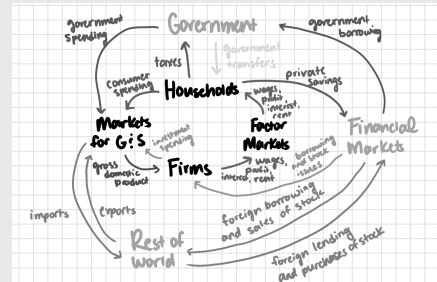 government
spending
Government
government
borrowing
taxes
government
transfers
consumer
spending
Households
private
savings
wages,
profit
interest,
rent
Markets
for G&S
investment
spending
Factor
Markets
borrowing
and stock
issues
Financial
Markets
gross
domestic
product
Firms
wages,
profit,
interest, rent
imports
exports
foreign borrowing
and sales of stock
Rest of
World
foreign lending
and purchases of stock